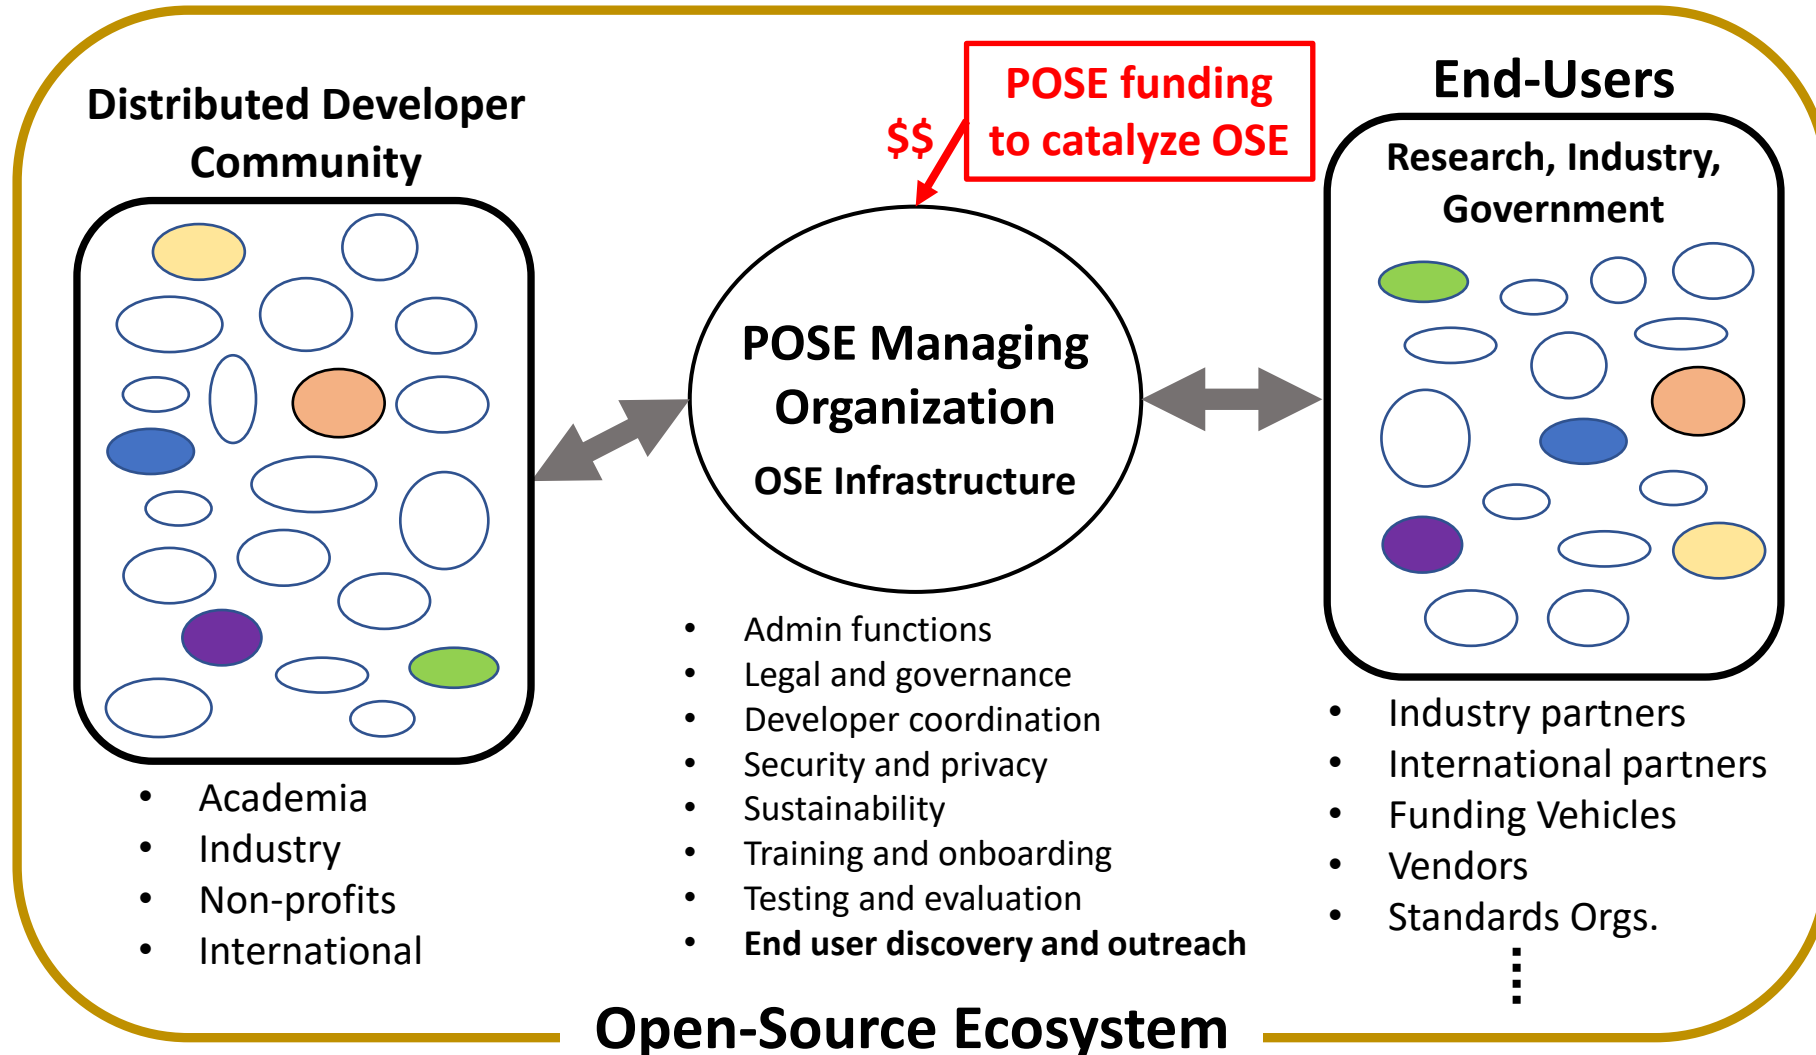 Distributed Developer
Community
• Academia
• Industry
• Non-profits
• International
POSE funding
to catalyze OSE
$$
POSE Managing
Organization
OSE Infrastructure
• Admin functions
• Legal and governance
• Developer coordination
• Security and privacy
• Sustainability
• Training and onboarding
• Testing and evaluation
• End user discovery and outreach
End-Users
Research, Industry,
Government
• Industry partners
• International partners
• Funding Vehicles
• Vendors
• Standards Orgs.
Open-Source Ecosystem